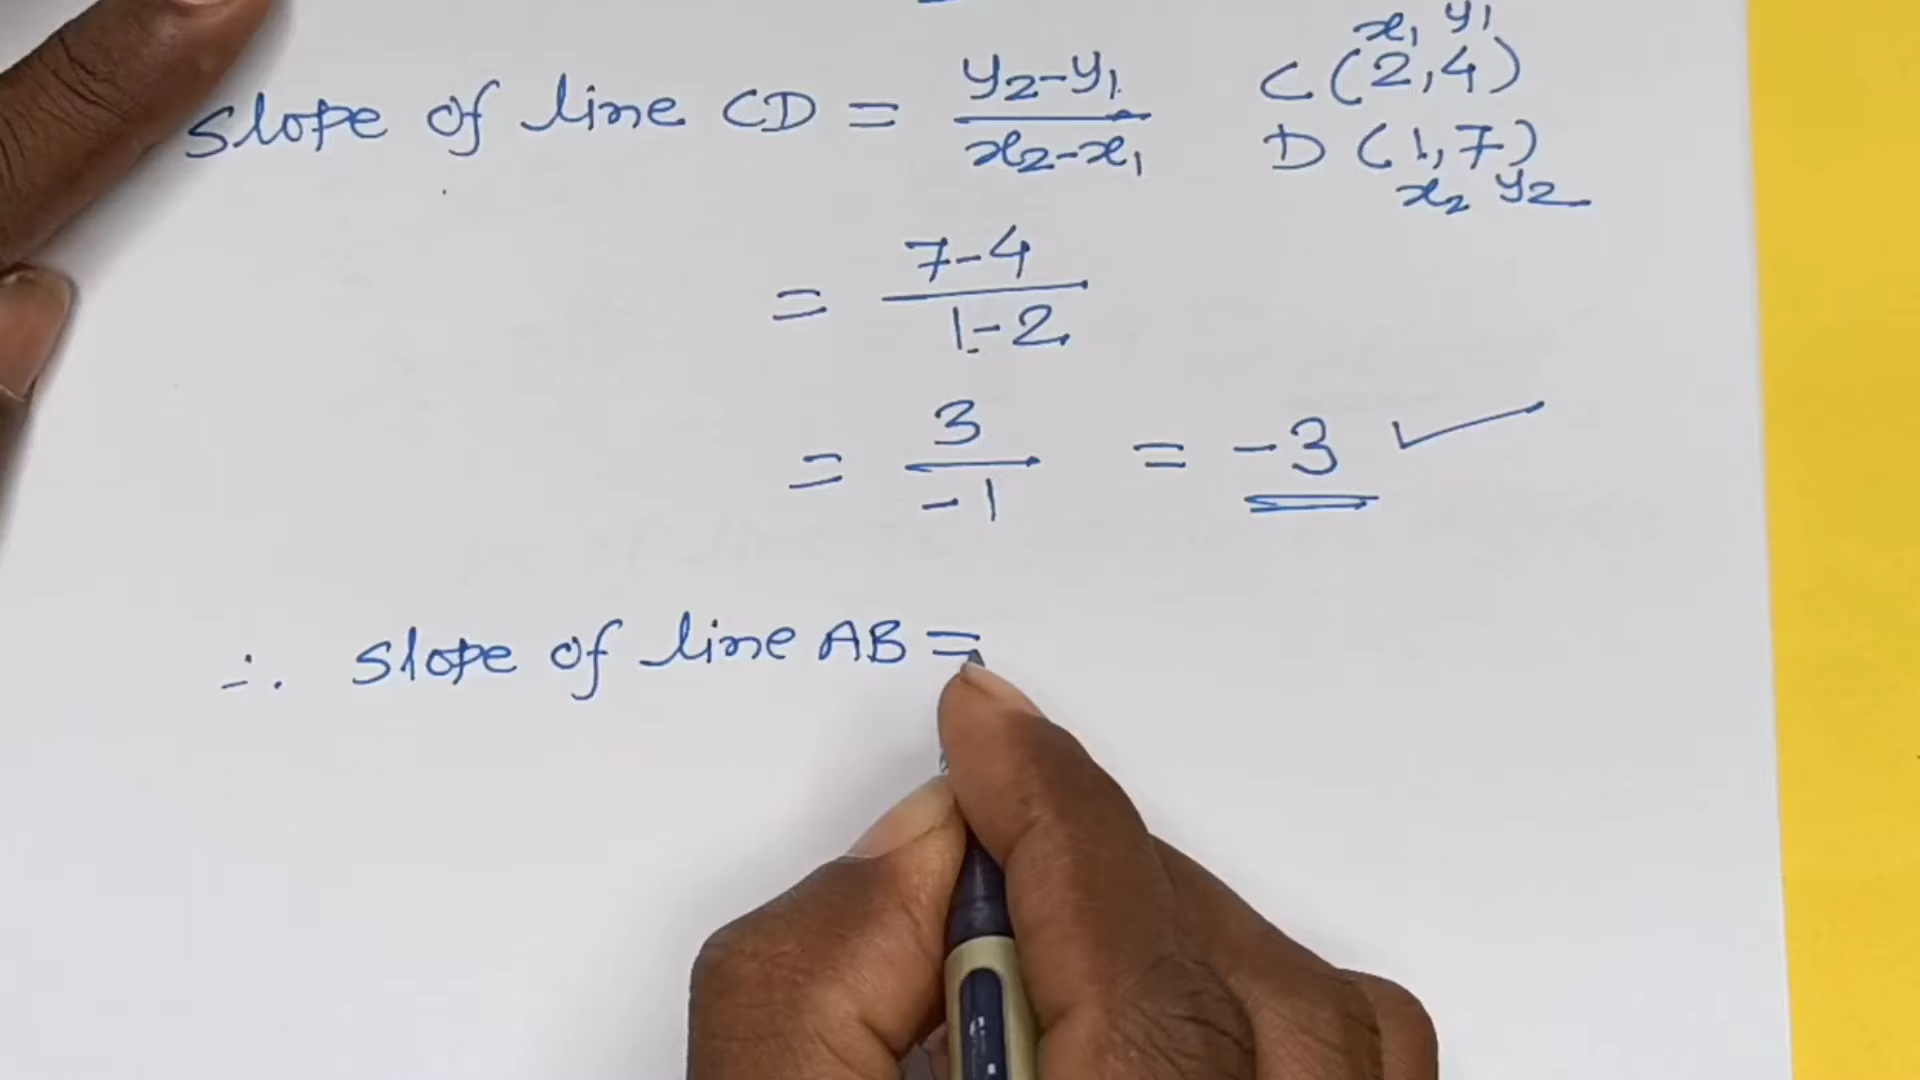 x₁ y₁
Slope of line CD = y₂-y₁ / x₂-x₁ C (2,4)
D (1,7)
x₂ y₂
= 7-4 / 1-2
= 3 / -1 = -3 ✓
∴ Slope of line AB =